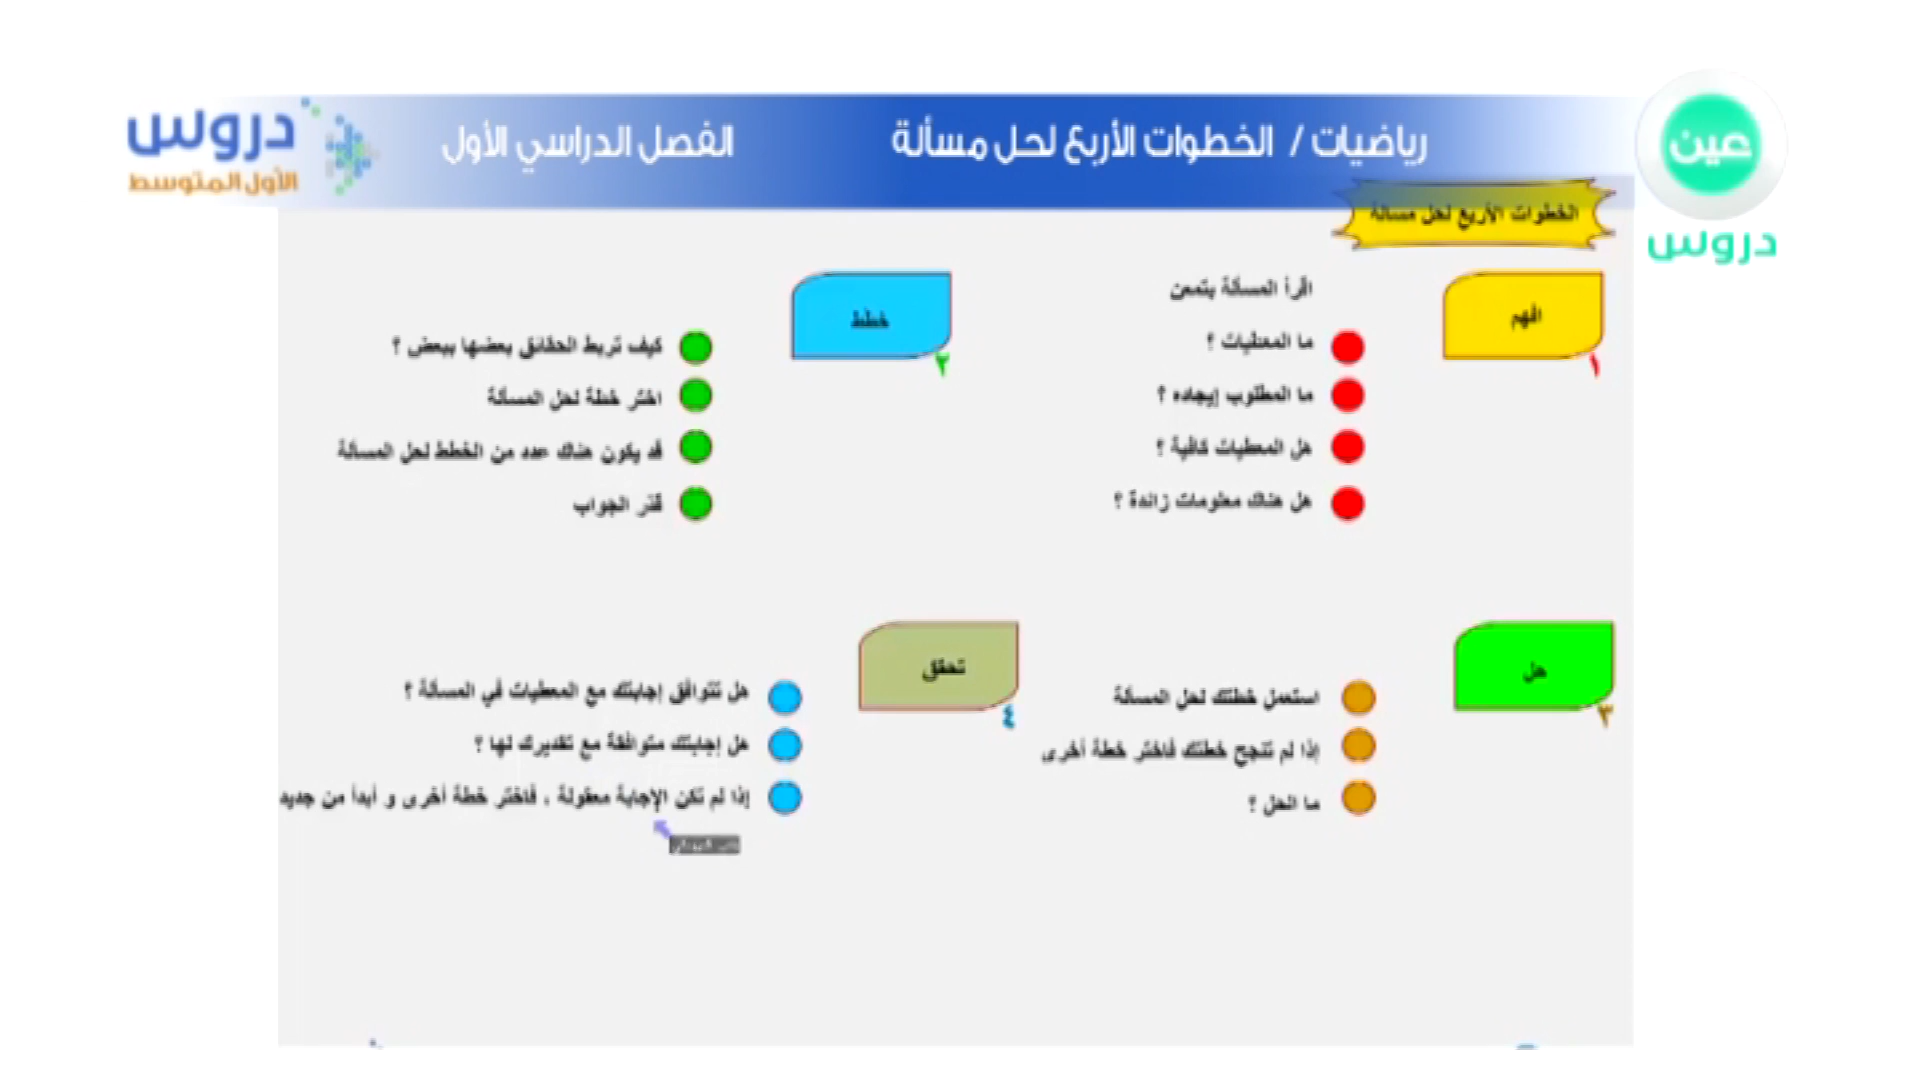 رياضيات / الخطوات الأربع لحل مسألة
الفصل الدراسي الأول
دروس
الأول المتوسط
عين
دروس
الخطوات الأربع لحل مسألة
افهم
١
اقرأ المسألة بتمعن
ما المعطيات ؟
ما المطلوب إيجاده ؟
هل المعطيات كافية ؟
هل هناك معلومات زائدة ؟
خطط
٢
كيف تربط الحقائق بعضها ببعض ؟
اختر خطة لحل المسألة
قد يكون هناك عدد من الخطط لحل المسألة
قدّر الجواب
حل
٣
استعمل خطتك لحل المسألة
إذا لم تنجح خطتك فاختر خطة أخرى
ما الحل ؟
تحقق
٤
هل تتوافق إجابتك مع المعطيات في المسألة ؟
هل إجابتك متوافقة مع تقديرك لها ؟
إذا لم تكن الإجابة معقولة ، فاختر خطة أخرى و أبدأ من جديد